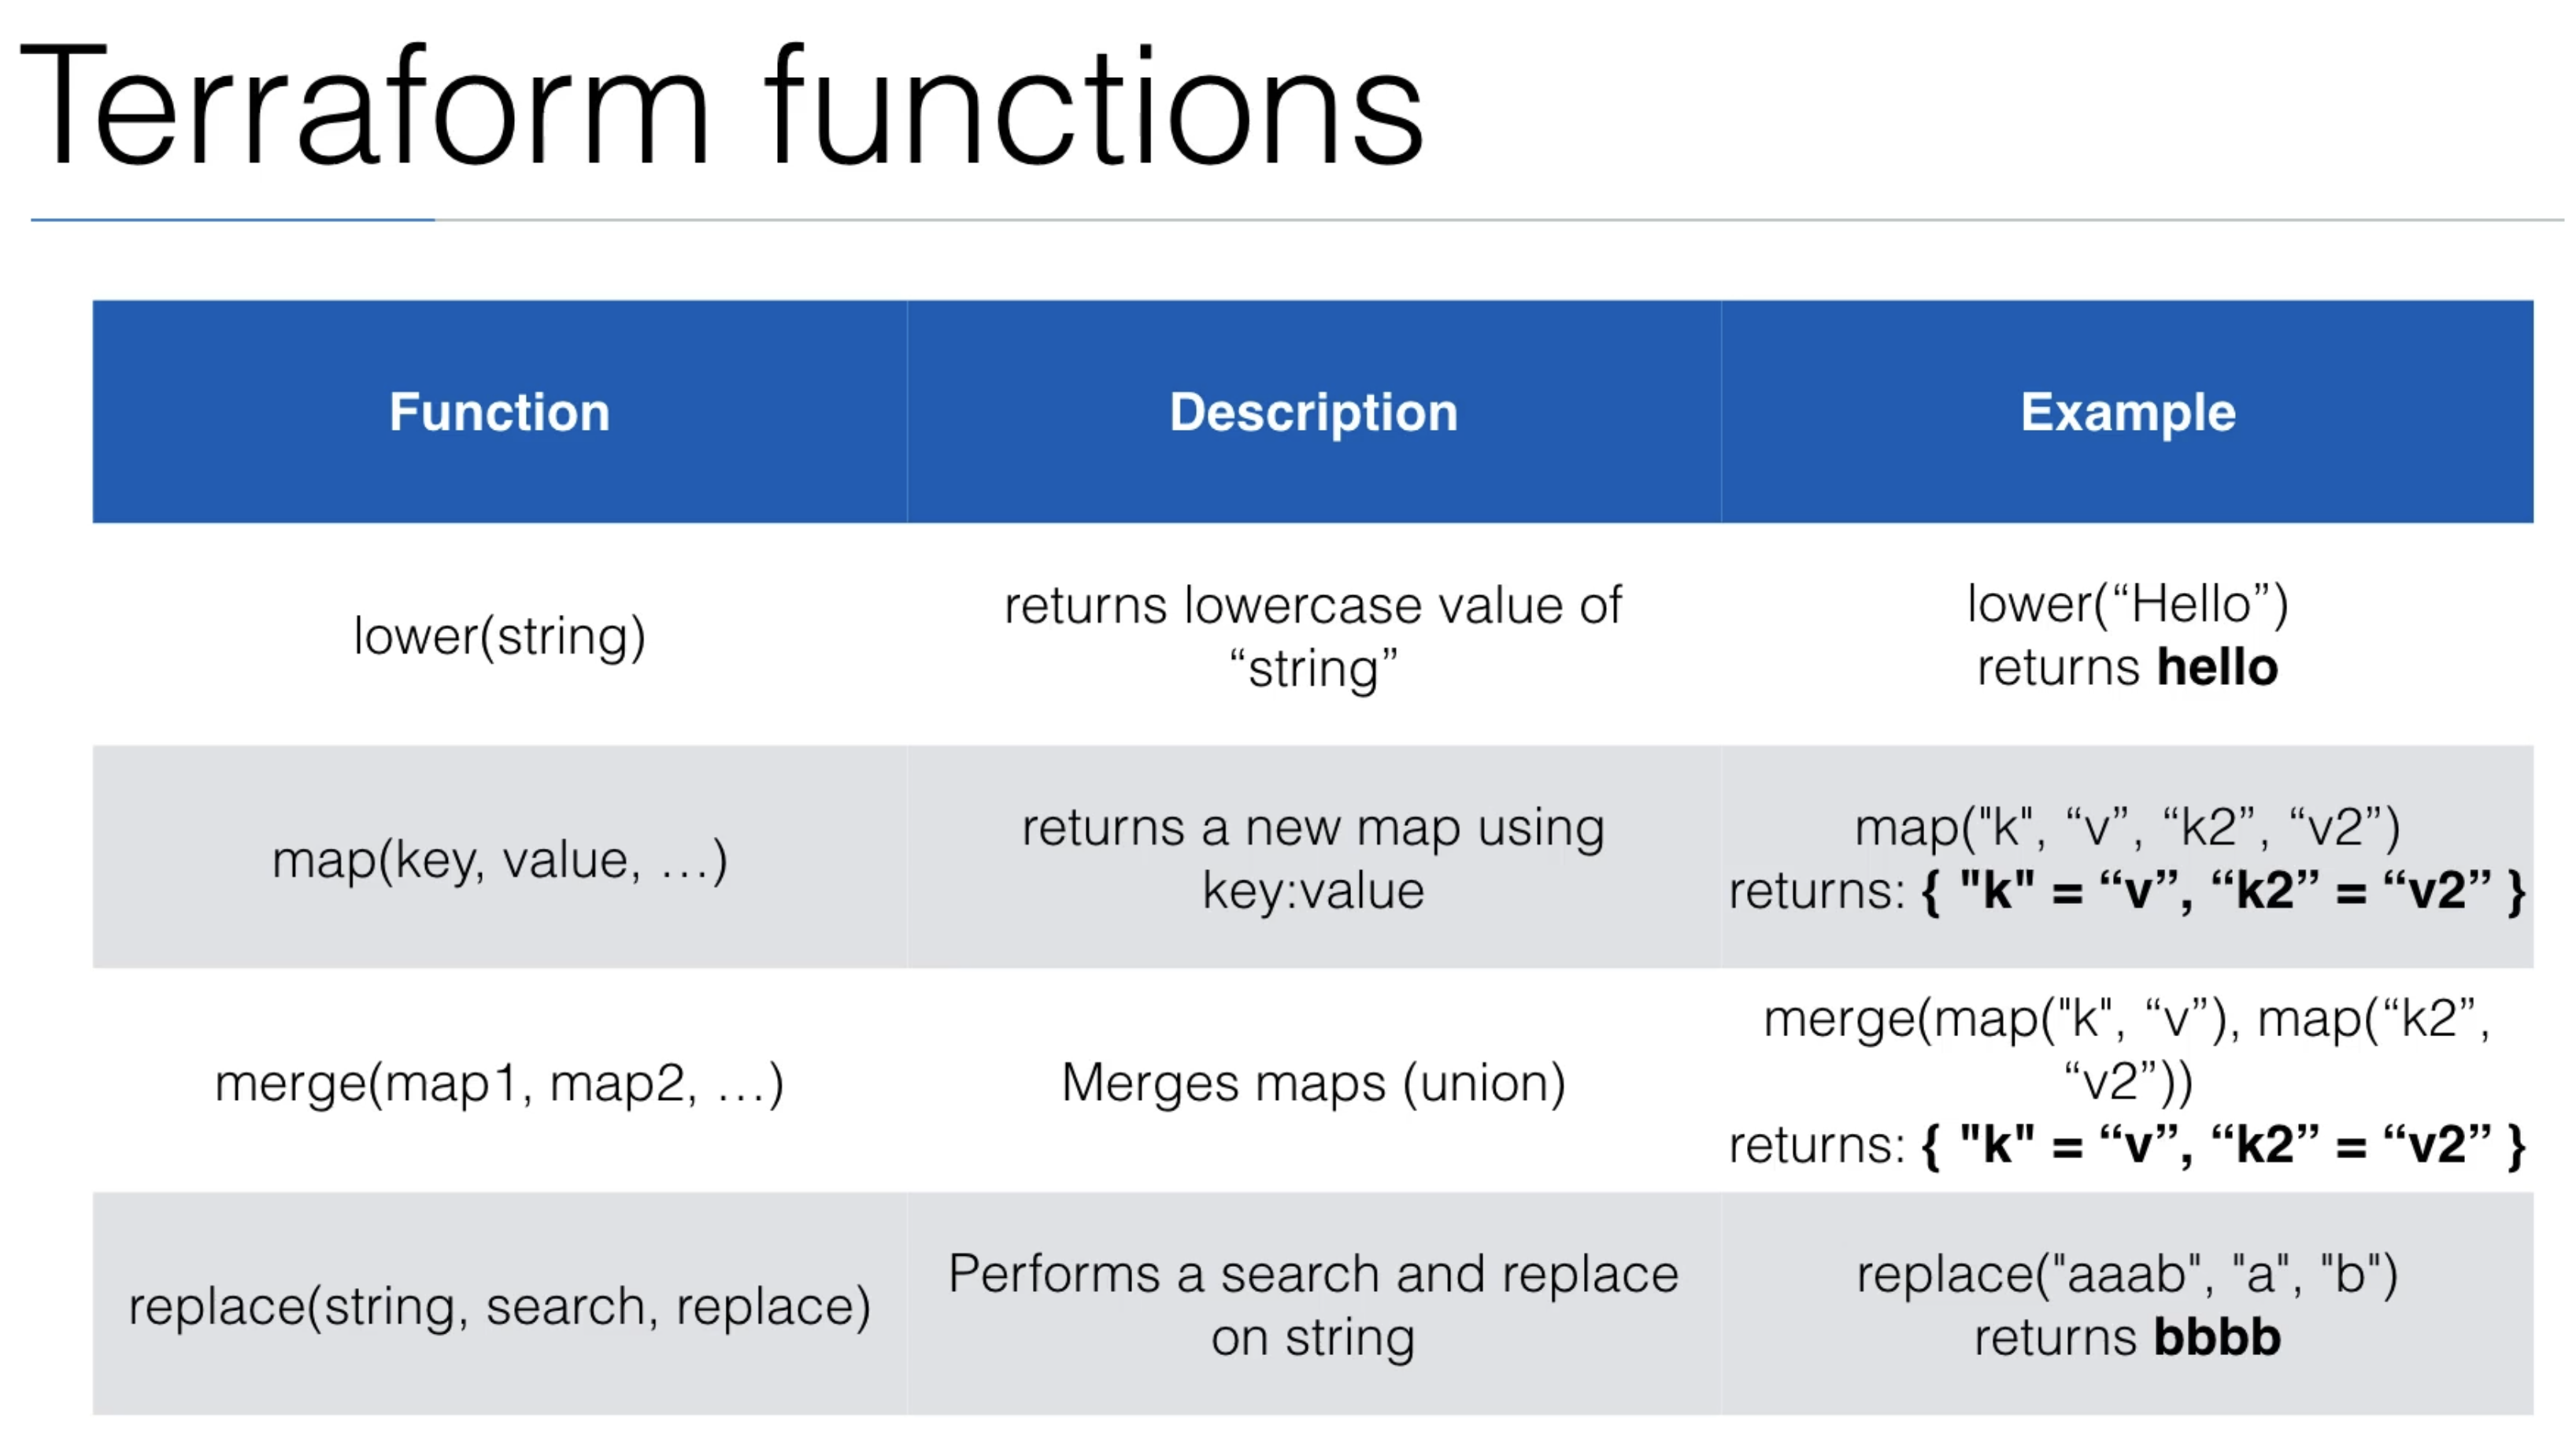 Terraform functions
Function
Description
Example
lower(string)
returns lowercase value of
“string”
lower(“Hello”)
returns hello
map(key, value, …)
returns a new map using
key:value
map("k", “v”, “k2”, “v2”)
returns: { "k" = “v”, “k2” = “v2” }
merge(map1, map2, …)
Merges maps (union)
merge(map("k", “v”), map(“k2”,
“v2”))
returns: { "k" = “v”, “k2” = “v2” }
replace(string, search, replace)
Performs a search and replace
on string
replace("aaab", "a", "b")
returns bbbb